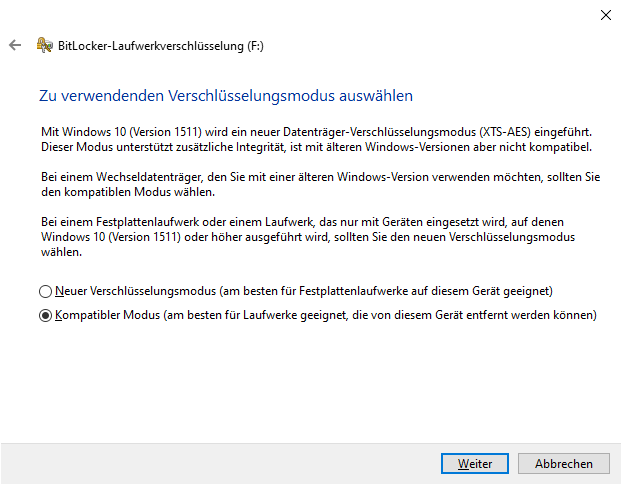 BitLocker-Laufwerkverschlüsselung (F:)
Zu verwendenden Verschlüsselungsmodus auswählen
Mit Windows 10 (Version 1511) wird ein neuer Datenträger-Verschlüsselungsmodus (XTS-AES) eingeführt.
Dieser Modus unterstützt zusätzliche Integrität, ist mit älteren Windows-Versionen aber nicht kompatibel.
Bei einem Wechseldatenträger, den Sie mit einer älteren Windows-Version verwenden möchten, sollten Sie
den kompatiblen Modus wählen.
Bei einem Festplattenlaufwerk oder einem Laufwerk, das nur mit Geräten eingesetzt wird, auf denen
Windows 10 (Version 1511) oder höher ausgeführt wird, sollten Sie den neuen Verschlüsselungsmodus
wählen.
Neuer Verschlüsselungsmodus (am besten für Festplattenlaufwerke auf diesem Gerät geeignet)
Kompatibler Modus (am besten für Laufwerke geeignet, die von diesem Gerät entfernt werden können)
Weiter
Abbrechen